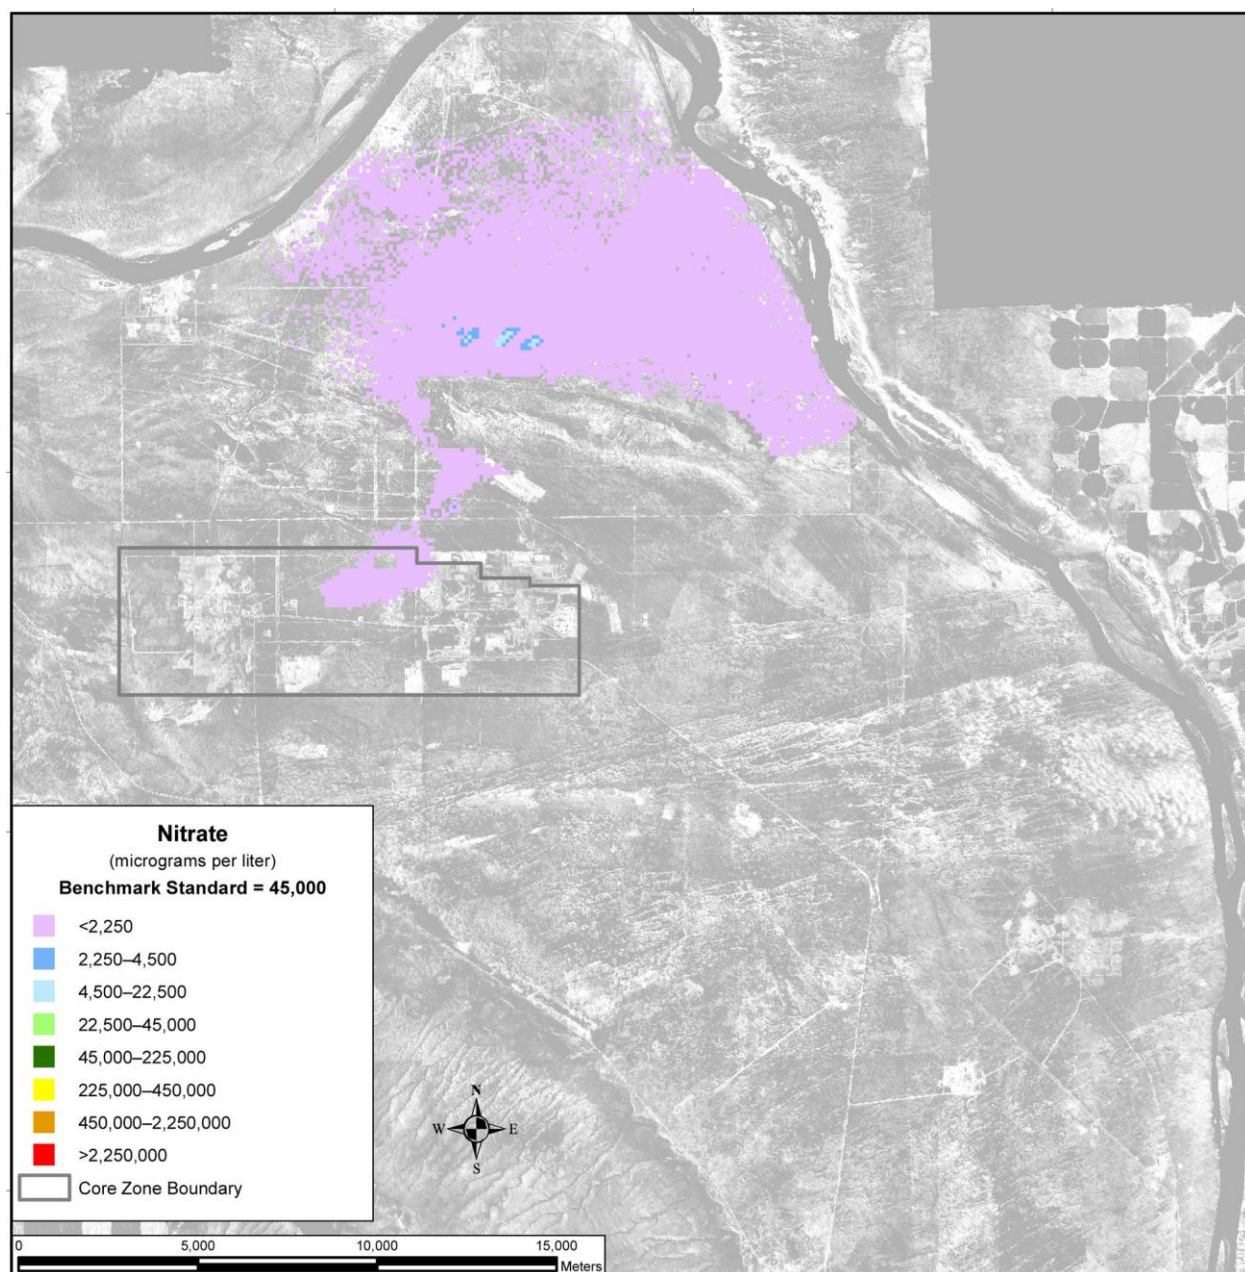 Nitrate
(micrograms per liter)
Benchmark Standard = 45,000
<2,250
2,250–4,500
4,500–22,500
22,500–45,000
45,000–225,000
225,000–450,000
450,000–2,250,000
>2,250,000
Core Zone Boundary
N
W E
S
0 5,000 10,000 15,000
Meters